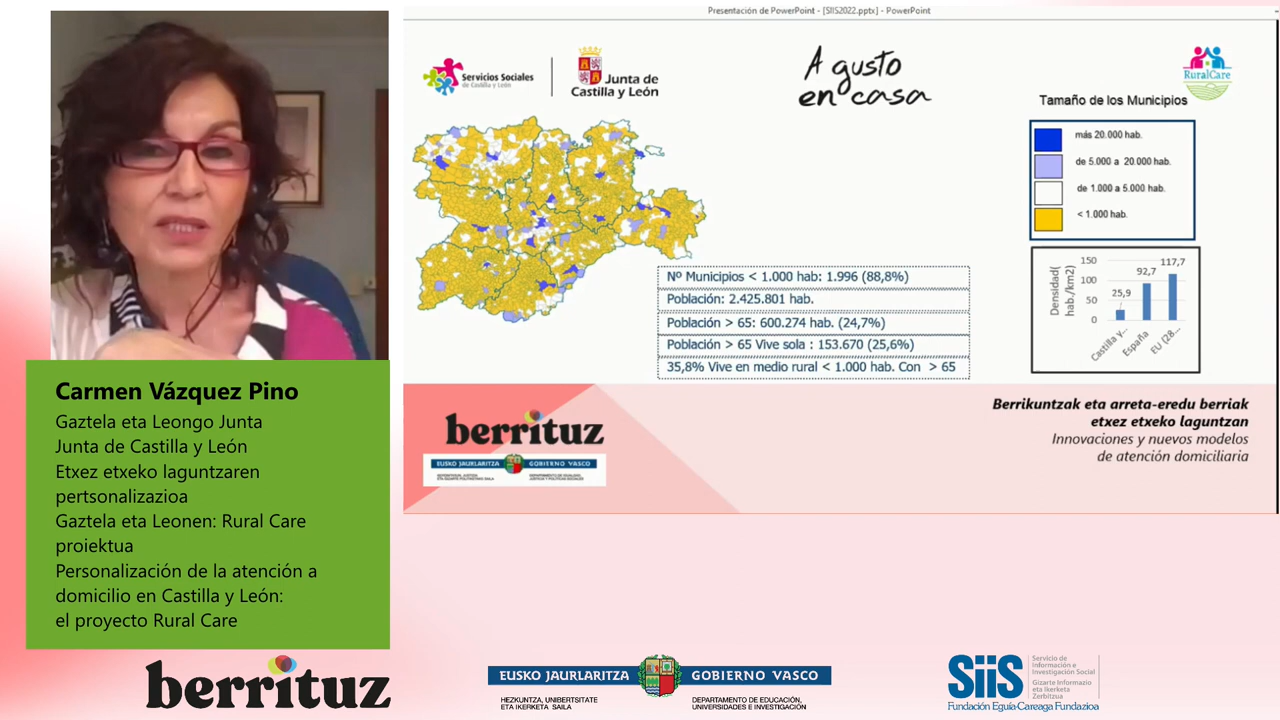 Presentación de PowerPoint - [SIIS2022.pptx] - PowerPoint
Servicios Sociales
de Castilla y León
Junta de
Castilla y León
A gusto
en casa
RuralCare
Tamaño de los Municipios
más 20.000 hab.
de 5.000 a 20.000 hab.
de 1.000 a 5.000 hab.
< 1.000 hab.
Nº Municipios < 1.000 hab: 1.996 (88,8%)
Población: 2.425.801 hab.
Población > 65: 600.274 hab. (24,7%)
Población > 65 Vive sola : 153.670 (25,6%)
35,8% Vive en medio rural < 1.000 hab. Con > 65
Densidad(
hab./km2)
150
100
50
0
25,9
92,7
117,7
Castilla y...
España
EU (28...
berrituz
EUSKO JAURLARITZA
GOBIERNO VASCO
Berrikuntzak eta arreta-eredu berriak
etxez etxeko laguntzan
Innovaciones y nuevos modelos
de atención domiciliaria
Carmen Vázquez Pino
Gaztela eta Leongo Junta
Junta de Castilla y León
Etxez etxeko laguntzaren
pertsonalizazioa
Gaztela eta Leonen: Rural Care
proiektua
Personalización de la atención a
domicilio en Castilla y León:
el proyecto Rural Care
berrituz
EUSKO JAURLARITZA
GOBIERNO VASCO
HEZKUNTZA, UNIBERTSITATE
ETA IKERKETA SAILA
DEPARTAMENTO DE EDUCACIÓN,
UNIVERSIDADES E INVESTIGACIÓN
SiiS
Servicio de
Información e
Investigación Social
Gizarte Informazio
eta Ikerketa
Zerbitzua
Fundación Eguía-Careaga Fundazioa